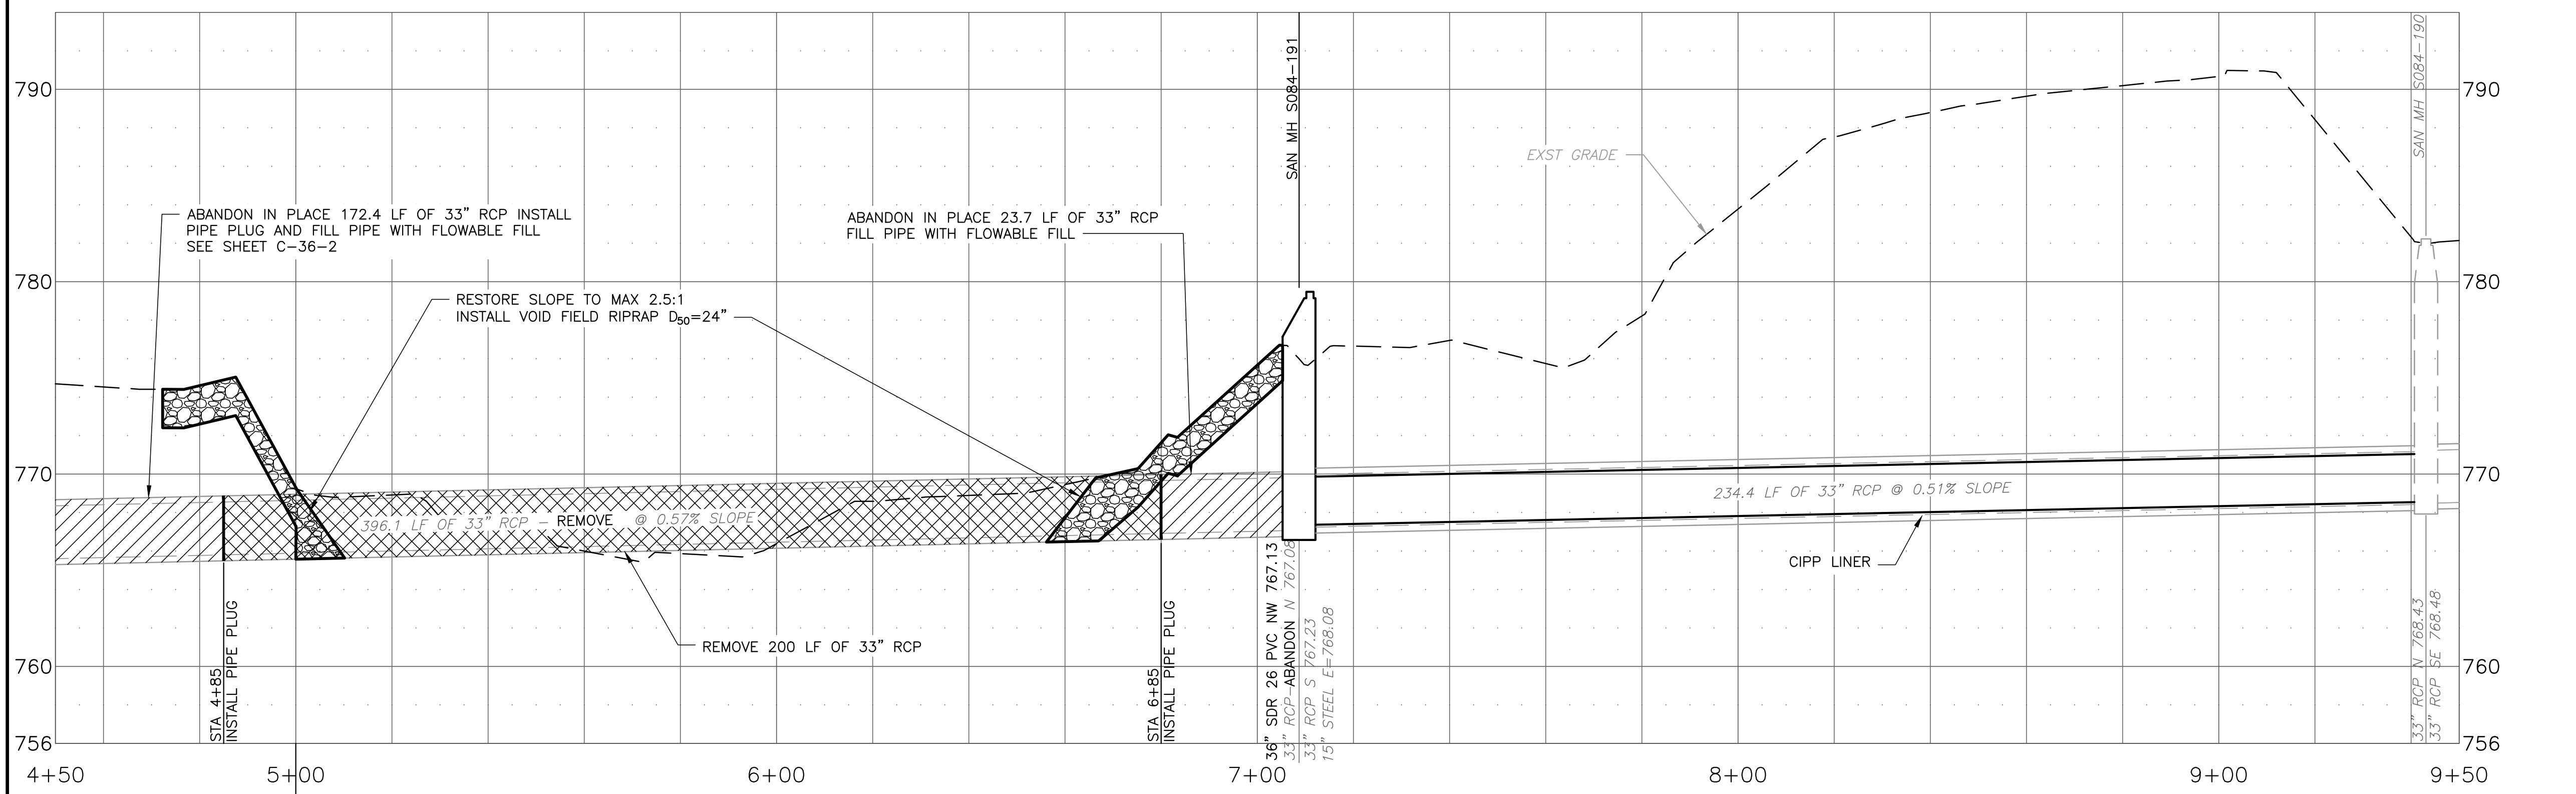 SAN MH S084-191
SAN MH S084-190
790
790
EXST GRADE
ABANDON IN PLACE 172.4 LF OF 33” RCP INSTALL
PIPE PLUG AND FILL PIPE WITH FLOWABLE FILL
SEE SHEET C-36-2
ABANDON IN PLACE 23.7 LF OF 33” RCP
FILL PIPE WITH FLOWABLE FILL
780
780
RESTORE SLOPE TO MAX 2.5:1
INSTALL VOID FIELD RIPRAP D50=24”
770
770
396.1 LF OF 33” RCP - REMOVE @ 0.57% SLOPE
234.4 LF OF 33” RCP @ 0.51% SLOPE
CIPP LINER
REMOVE 200 LF OF 33” RCP
760
760
STA 4+85
INSTALL PIPE PLUG
STA 6+85
INSTALL PIPE PLUG
36” SDR 26 PVC NW 767.13
33” RCP-ABANDON N 767.08
33” RCP S 767.23
15” STEEL E=768.08
33” RCP N 768.43
33” RCP SE 768.48
756
756
4+50
5+00
6+00
7+00
8+00
9+00
9+50